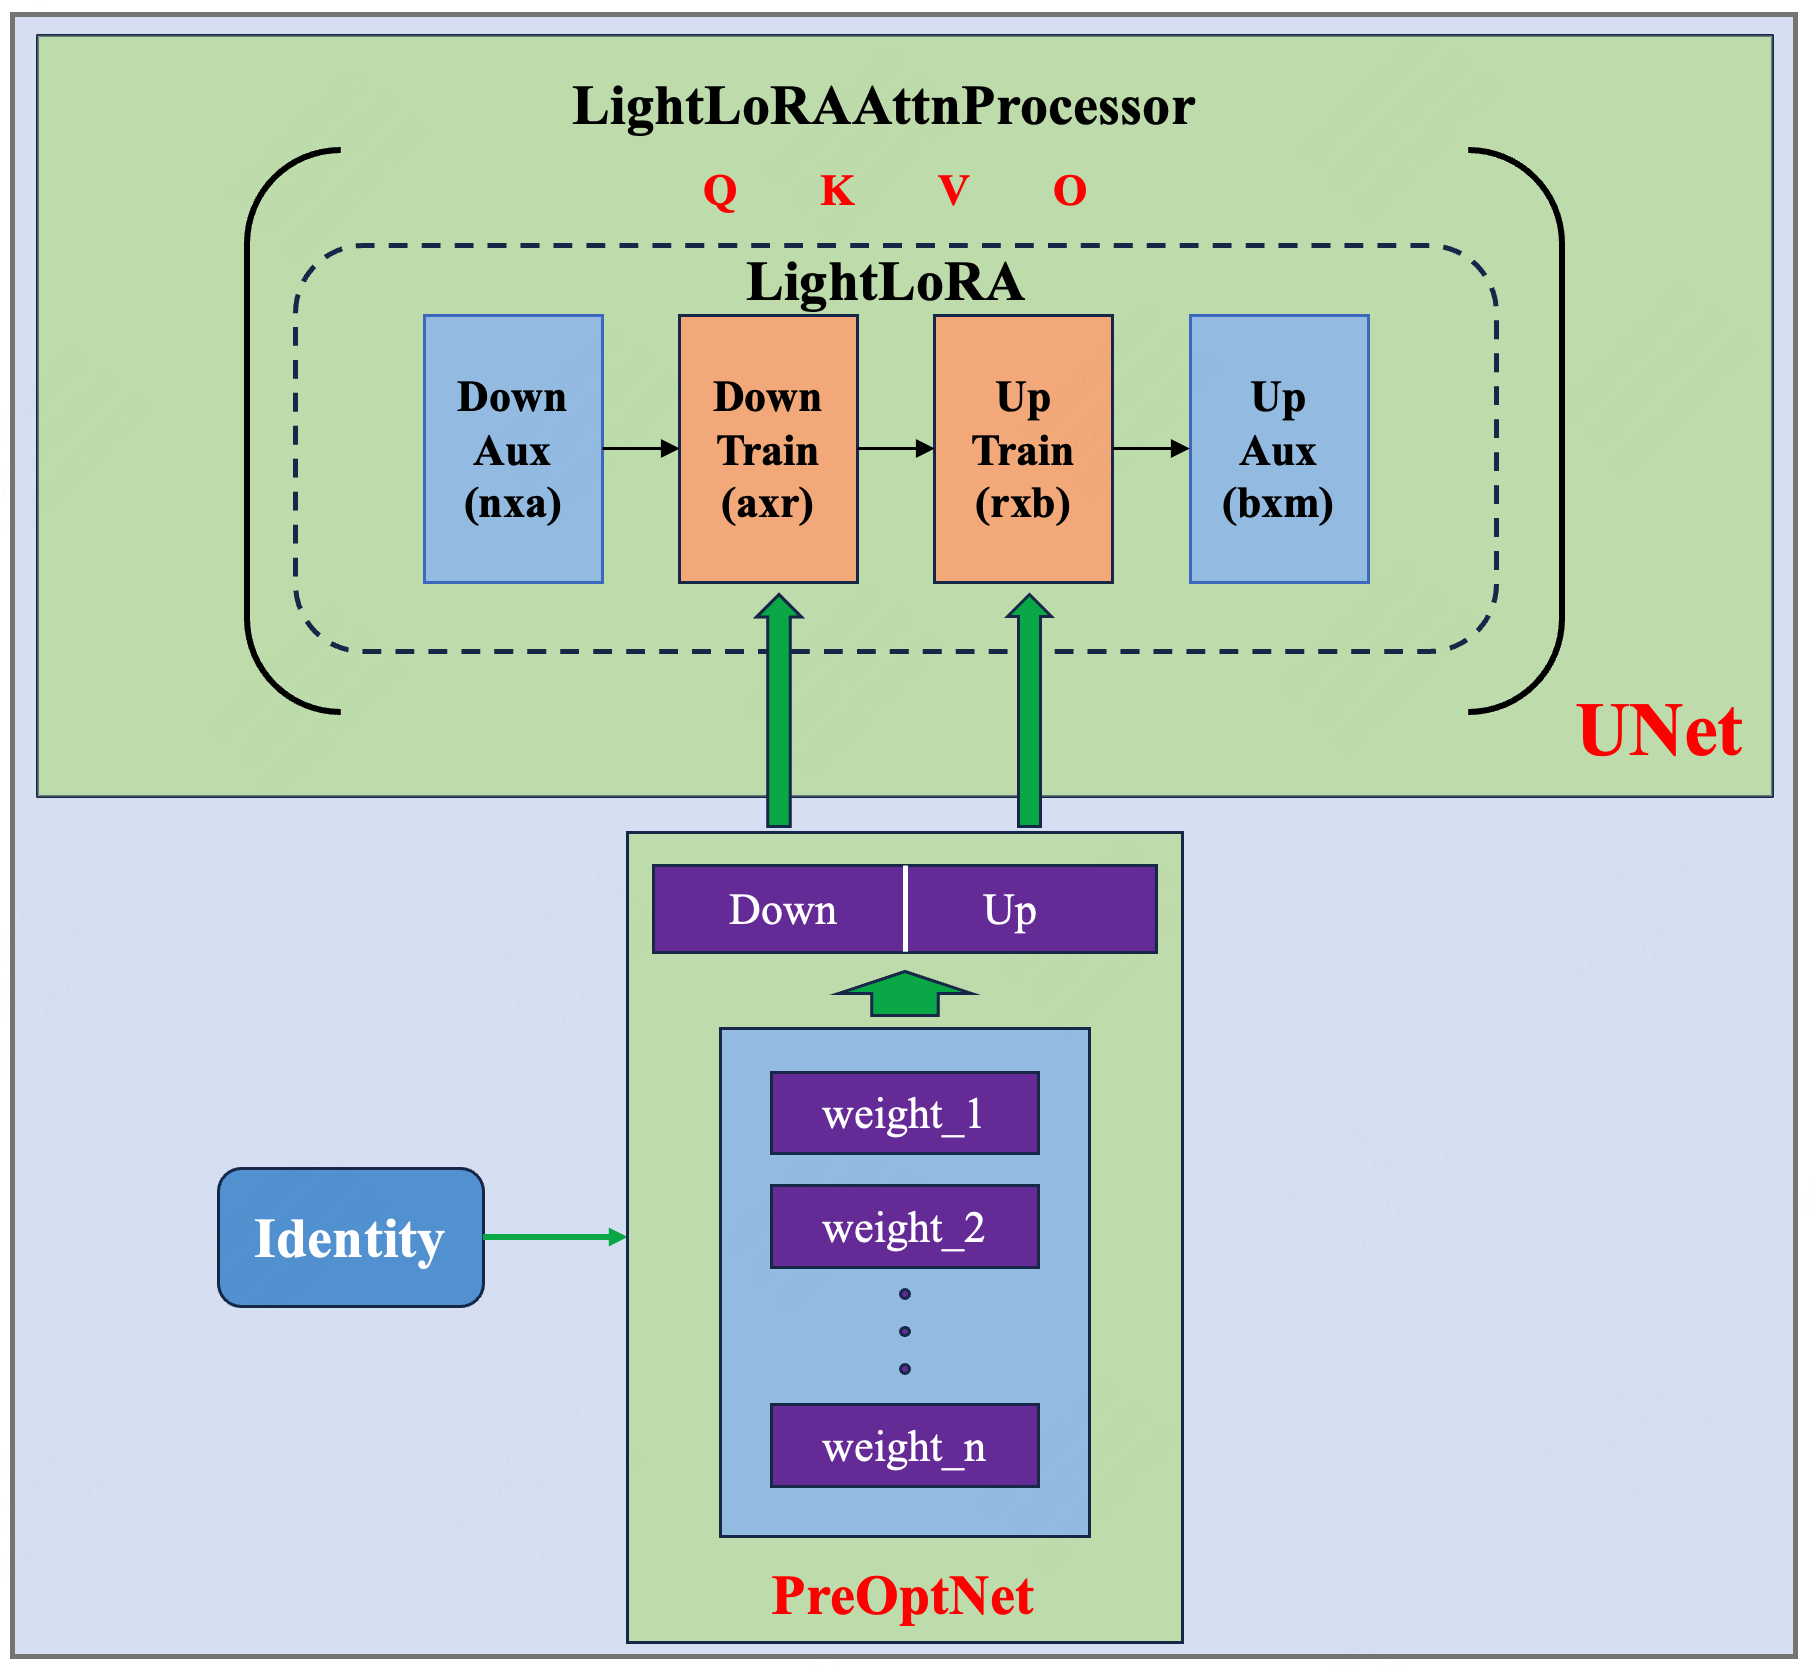 LightLoRAAttnProcessor
Q K V O
LightLoRA
Down
Aux
(nxa)
Down
Train
(axr)
Up
Train
(rxb)
Up
Aux
(bxm)
UNet
Down
Up
weight_1
weight_2
weight_n
Identity
PreOptNet